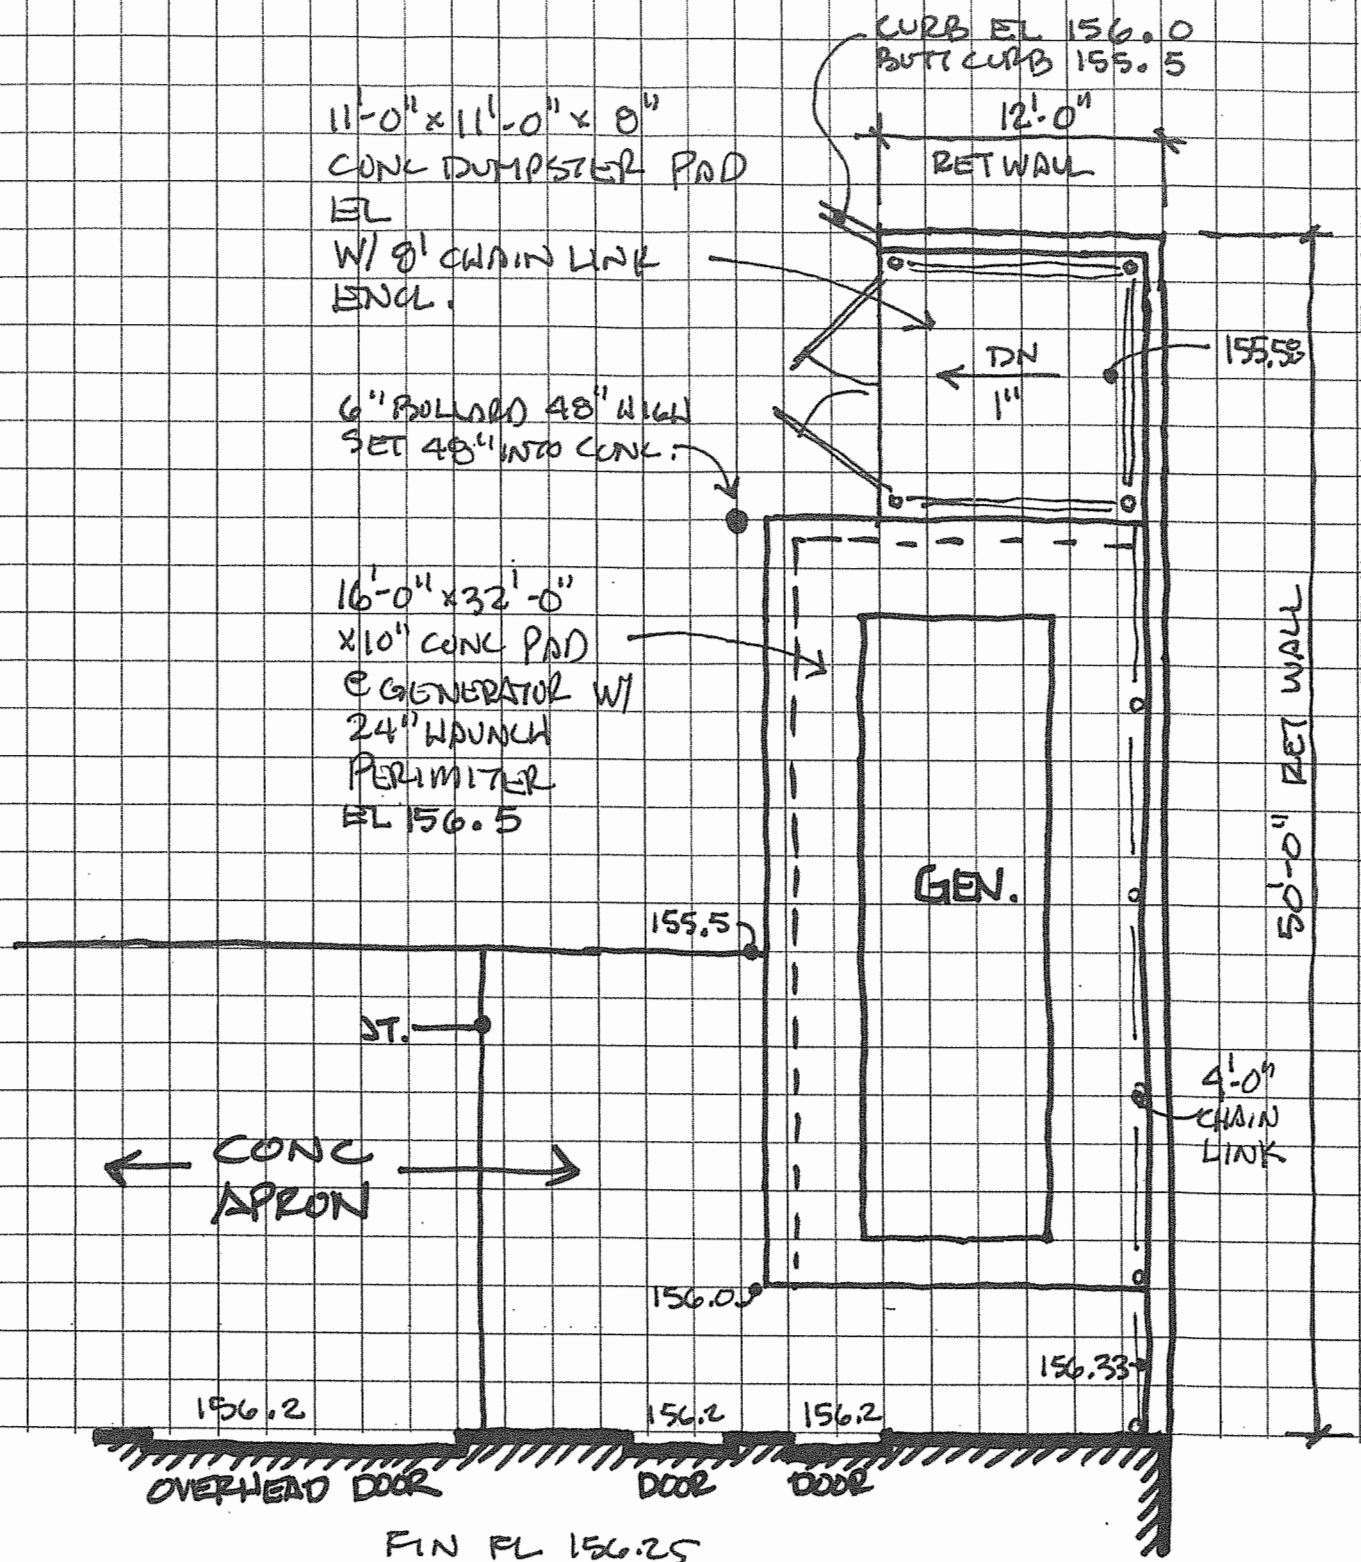 CURB EL 156.0
BUTT CURB 155.5
12'-0"
RET WALL
11'-0" x 11'-0" x 8"
CONC DUMPSTER PAD
EL
W/ 8' CHAIN LINK
ENCL.
DN
1"
155.58
6" BOLLARD 48" HIGH
SET 48" INTO CONC.
16'-0" x 32'-0"
x 10" CONC PAD
@ GENERATOR W/
24" HAUNCH
PERIMITER
EL 156.5
50'-0" RET WALL
GEN.
155.5
JT.
4'-0"
CHAIN
LINK
CONC
APRON
156.0
156.33
156.2
156.2
156.2
OVERHEAD DOOR
DOOR
DOOR
FIN FL 156.25